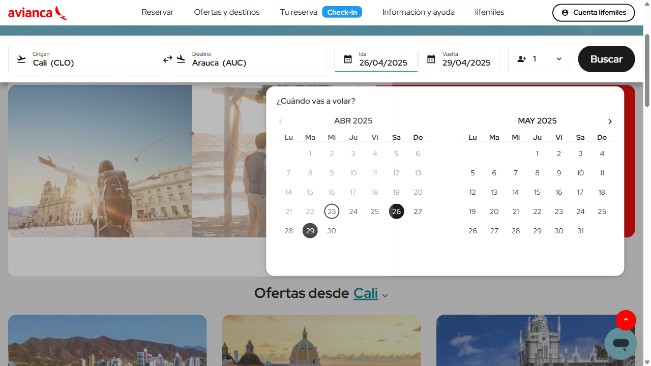 avianca
Reservar Ofertas y destinos Tu reserva Check-in Información y ayuda lifemiles Cuenta lifemiles
Origen
Cali (CLO)
Destino
Arauca (AUC)
Ida
26/04/2025
Vuelta
29/04/2025
1
Buscar
¿Cuándo vas a volar?
ABR 2025
Lu Ma Mi Ju Vi Sa Do
1 2 3 4 5 6
7 8 9 10 11 12 13
14 15 16 17 18 19 20
21 22 23 24 25 26 27
28 29 30
MAY 2025
Lu Ma Mi Ju Vi Sa Do
1 2 3 4
5 6 7 8 9 10 11
12 13 14 15 16 17 18
19 20 21 22 23 24 25
26 27 28 29 30 31
Ofertas desde Cali